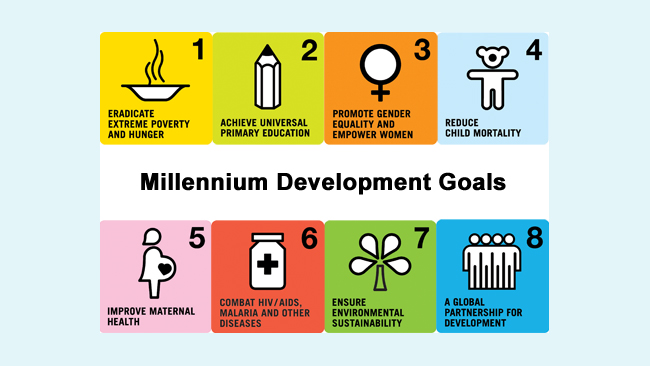 1
ERADICATE
EXTREME POVERTY
AND HUNGER
2
ACHIEVE UNIVERSAL
PRIMARY EDUCATION
3
PROMOTE GENDER
EQUALITY AND
EMPOWER WOMEN
4
REDUCE
CHILD MORTALITY
Millennium Development Goals
5
IMPROVE MATERNAL
HEALTH
6
COMBAT HIV/AIDS,
MALARIA AND OTHER
DISEASES
7
ENSURE
ENVIRONMENTAL
SUSTAINABILITY
8
A GLOBAL
PARTNERSHIP FOR
DEVELOPMENT